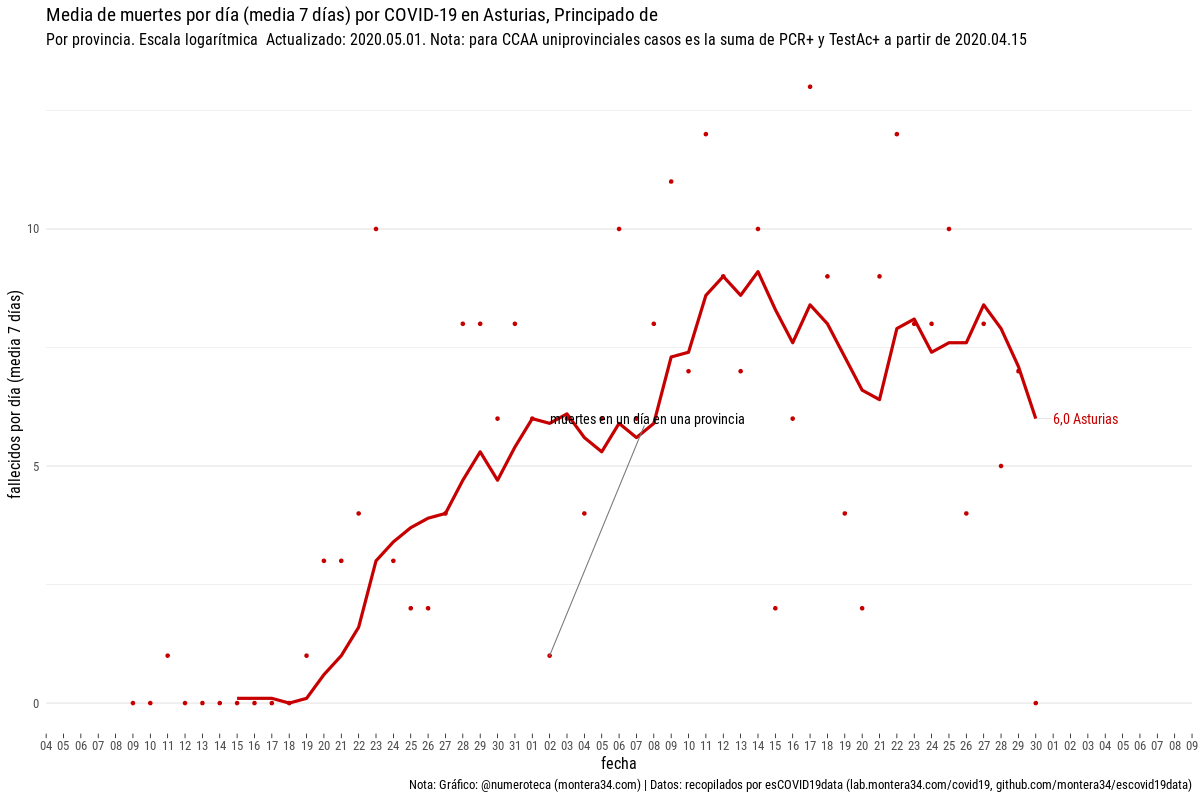 Media de muertes por día (media 7 días) por COVID-19 en Asturias, Principado de
Por provincia. Escala logarítmica  Actualizado: 2020.05.01. Nota: para CCAA uniprovinciales casos es la suma de PCR+ y TestAc+ a partir de 2020.04.15
fallecidos por día (media  7 días)
10
5
0
muertes en un día en una provincia
6,0 Asturias
04 05 06 07 08 09 10 11 12 13 14 15 16 17 18 19 20 21 22 23 24 25 26 27 28 29 30 31 01 02 03 04 05 06 07 08 09 10 11 12 13 14 15 16 17 18 19 20 21 22 23 24 25 26 27 28 29 30 01 02 03 04 05 06 07 08 09
fecha
Nota: Gráfico: @numeroteca (montera34.com) | Datos: recopilados por esCOVID19data (lab.montera34.com/covid19, github.com/montera34/escovid19data)